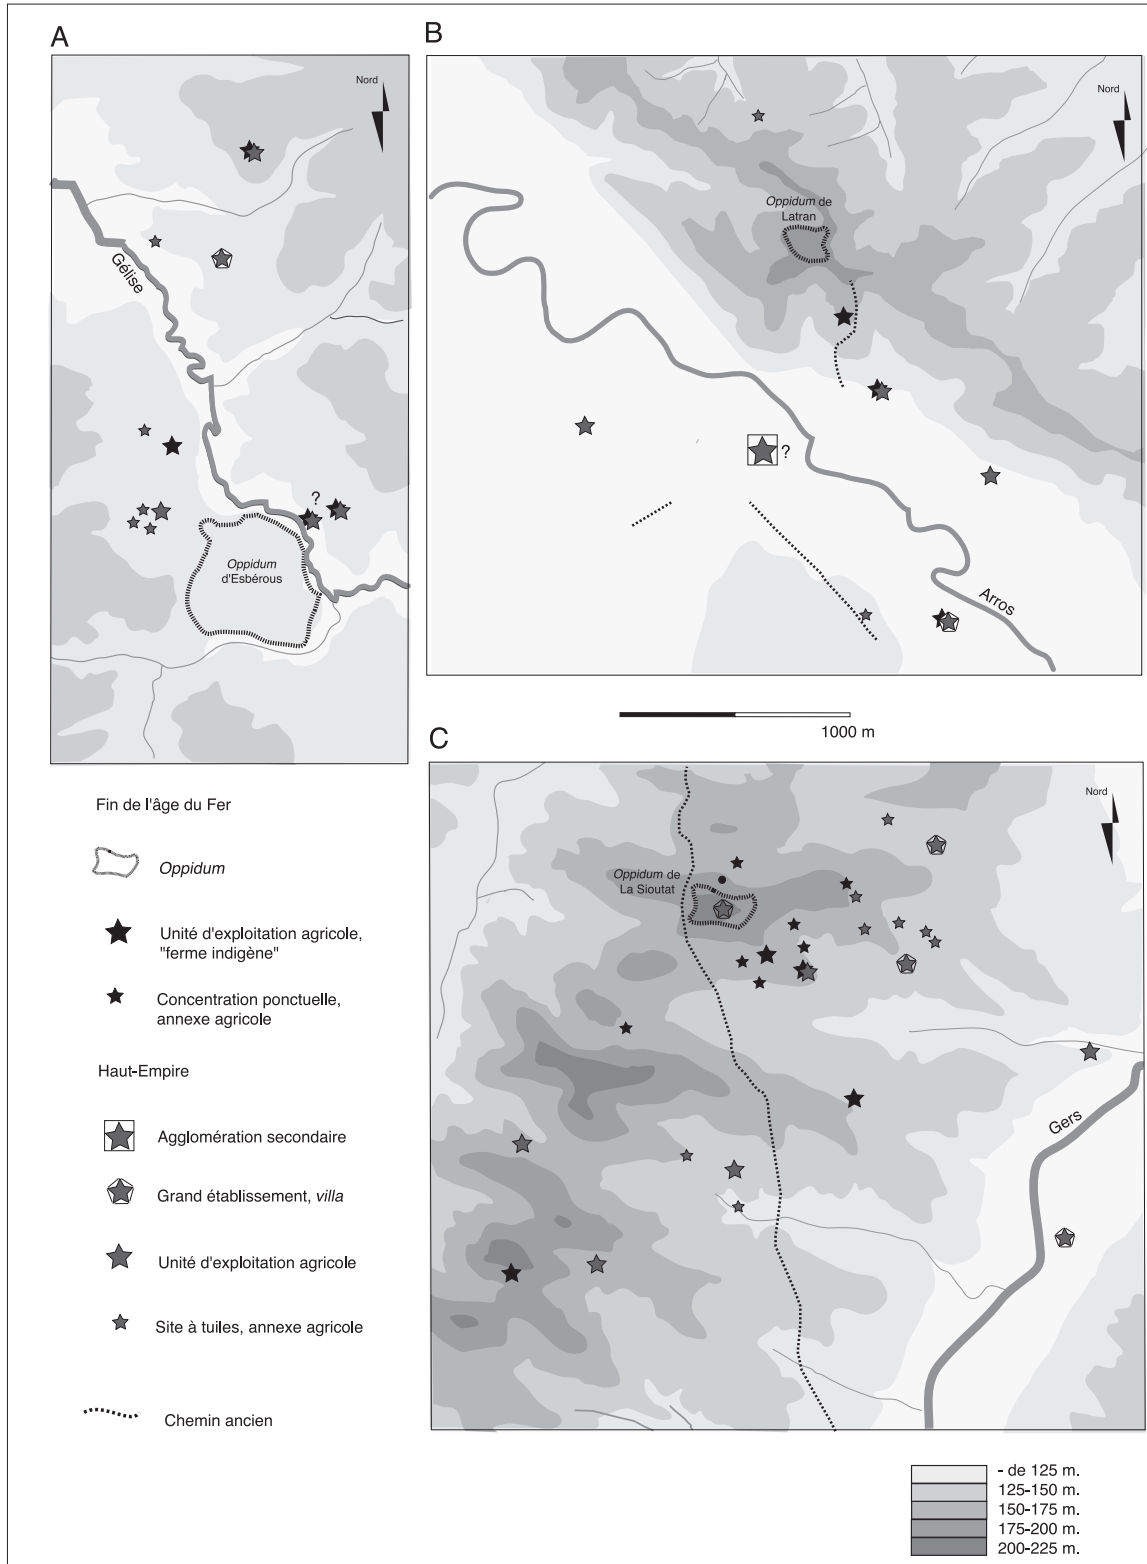 A
Nord
Gélise
?
Oppidum
d'Esbérous
B
Nord
Oppidum de
Latran
?
Arros
1000 m
C
Nord
Oppidum de
La Sioutat
Gers
Fin de l'âge du Fer
Oppidum
Unité d'exploitation agricole,
"ferme indigène"
Concentration ponctuelle,
annexe agricole
Haut-Empire
Agglomération secondaire
Grand établissement, villa
Unité d'exploitation agricole
Site à tuiles, annexe agricole
Chemin ancien
- de 125 m.
125-150 m.
150-175 m.
175-200 m.
200-225 m.